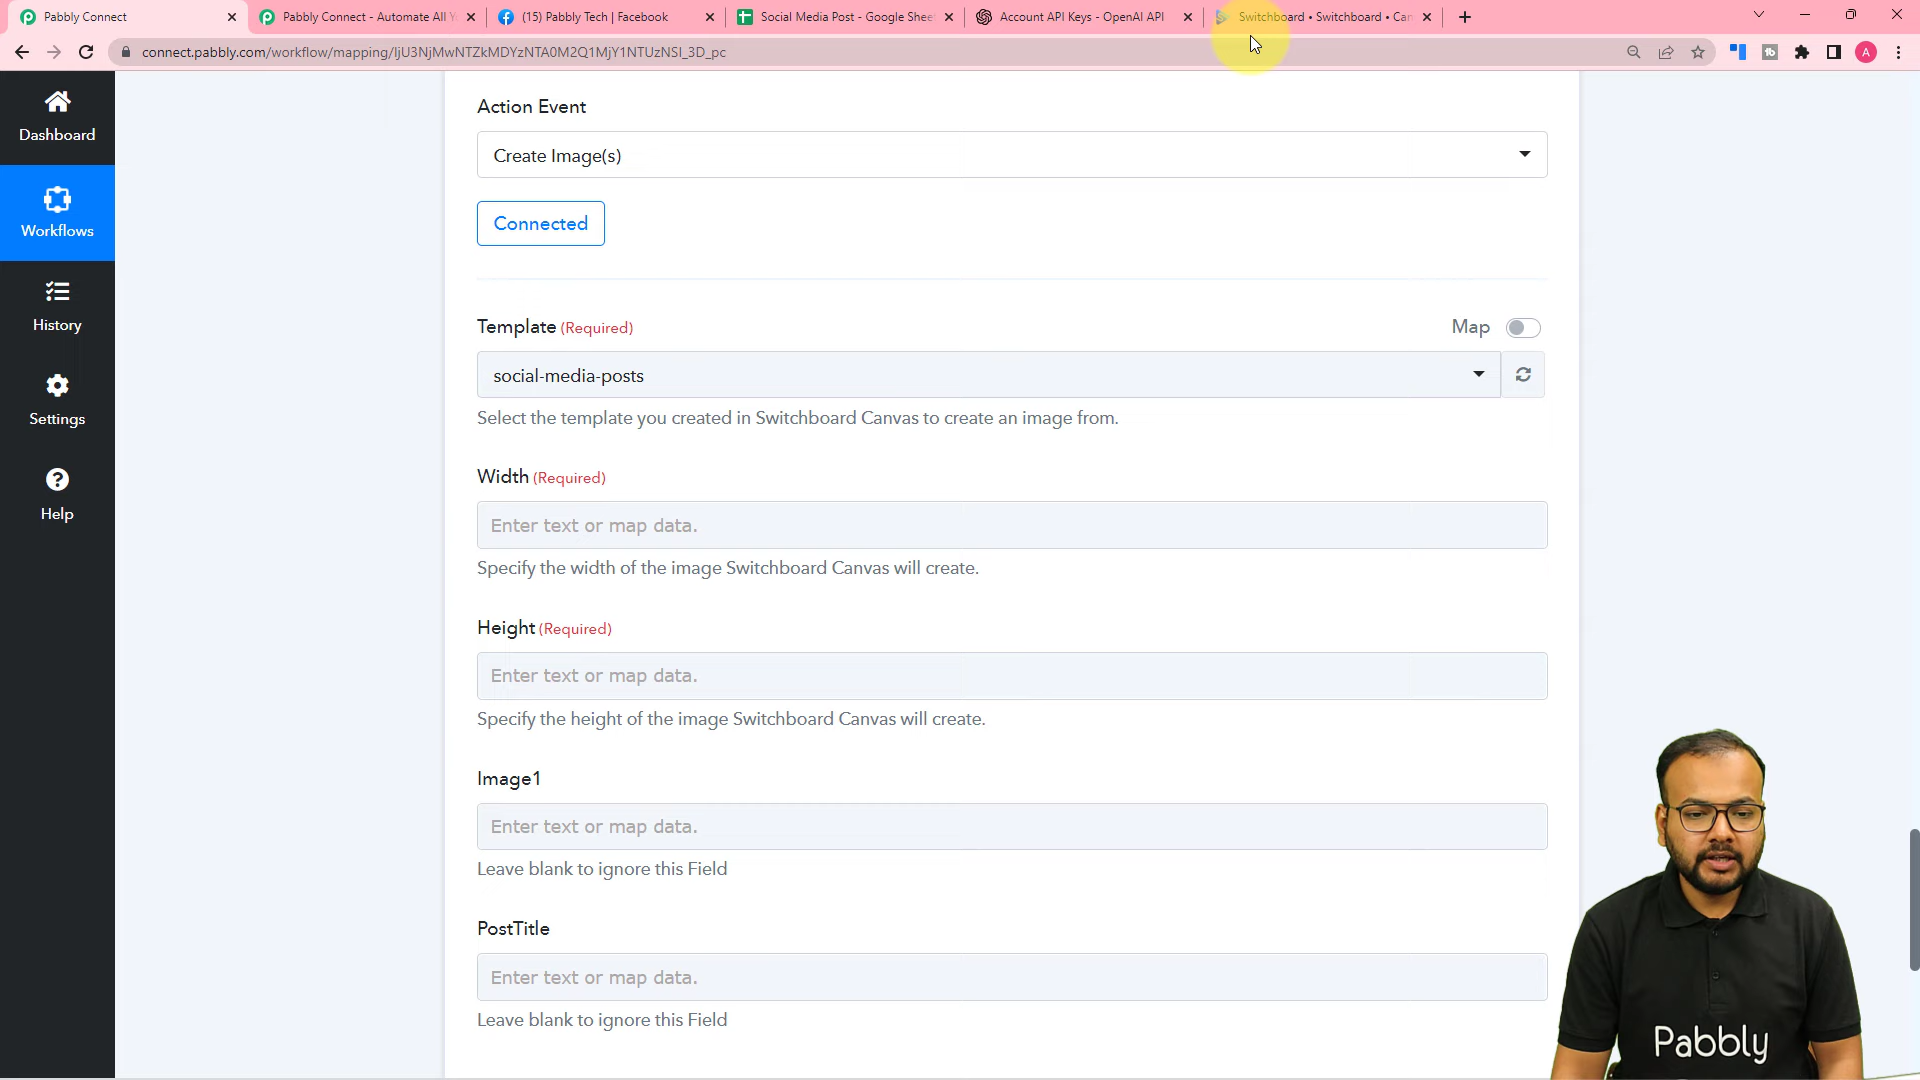 Pabbly Connect
Pabbly Connect - Automate All Y
(15) Pabbly Tech | Facebook
Social Media Post - Google Shee
Account API Keys - OpenAI API
Switchboard • Switchboard • Can
connect.pabbly.com/workflow/mapping/IjU3NjMwNTZkMDYzNTA0M2Q1MjY1NTUzNSI_3D_pc
A
Dashboard
Workflows
History
Settings
Help
Action Event
Create Image(s)
Connected
Template (Required)
Map
social-media-posts
Select the template you created in Switchboard Canvas to create an image from.
Width (Required)
Enter text or map data.
Specify the width of the image Switchboard Canvas will create.
Height (Required)
Enter text or map data.
Specify the height of the image Switchboard Canvas will create.
Image1
Enter text or map data.
Leave blank to ignore this Field
PostTitle
Enter text or map data.
Leave blank to ignore this Field
Pabbly